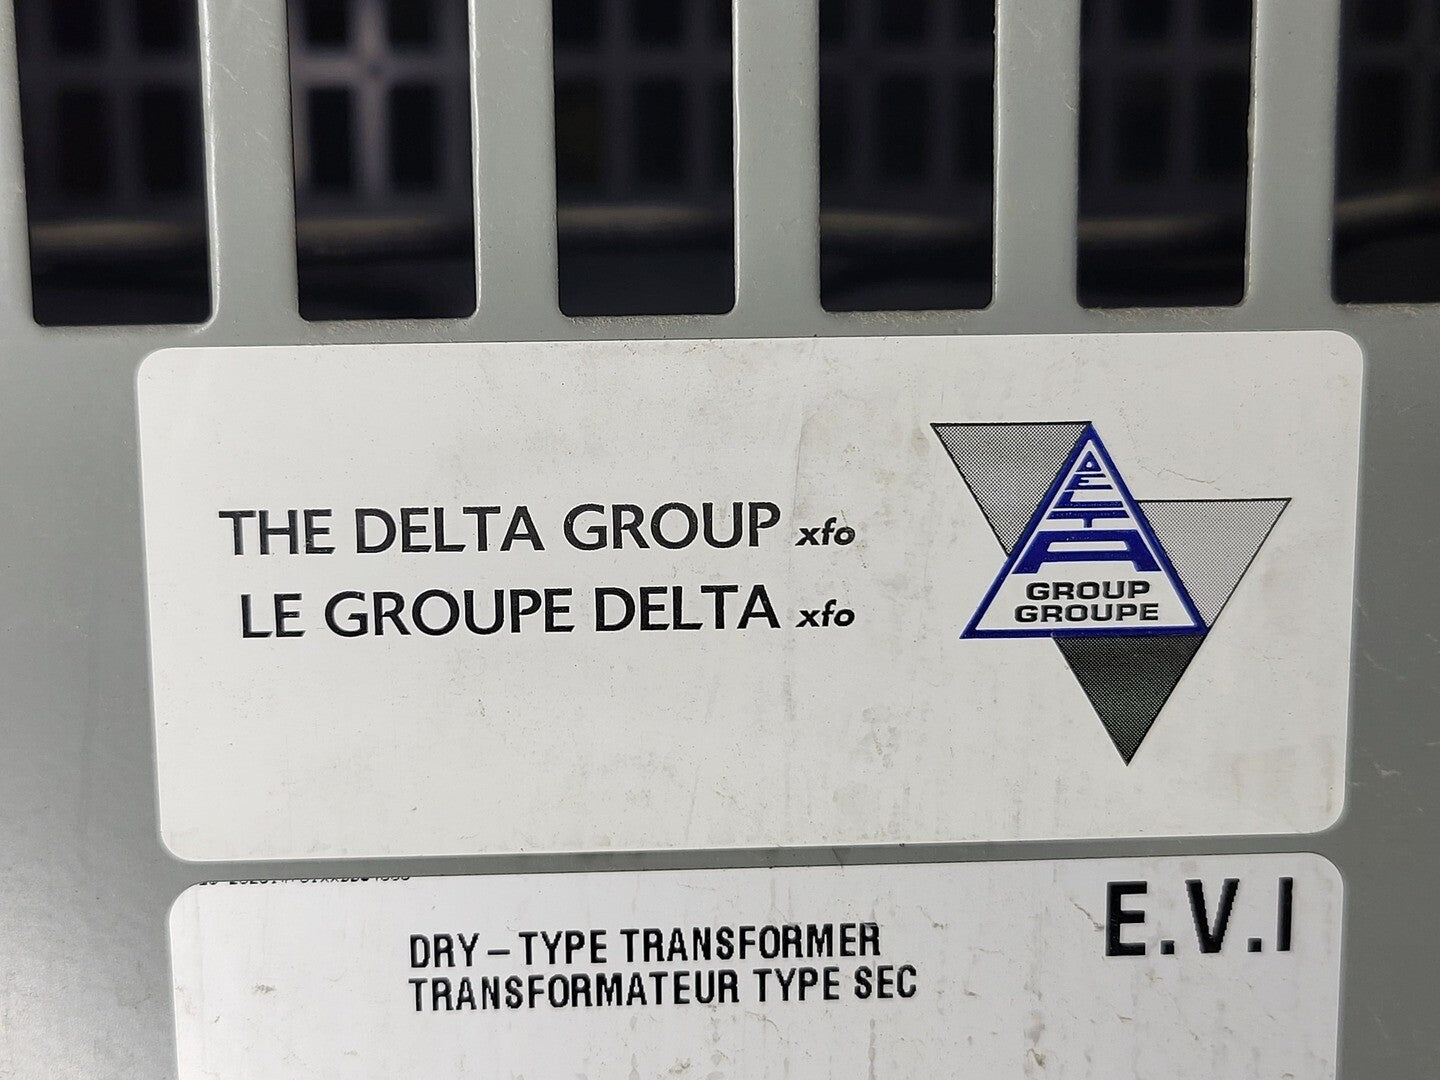 THE DELTA GROUP xfo
LE GROUPE DELTA xfo
DELTA
GROUP
GROUPE
E.V.I
DRY-TYPE TRANSFORMER
TRANSFORMATEUR TYPE SEC